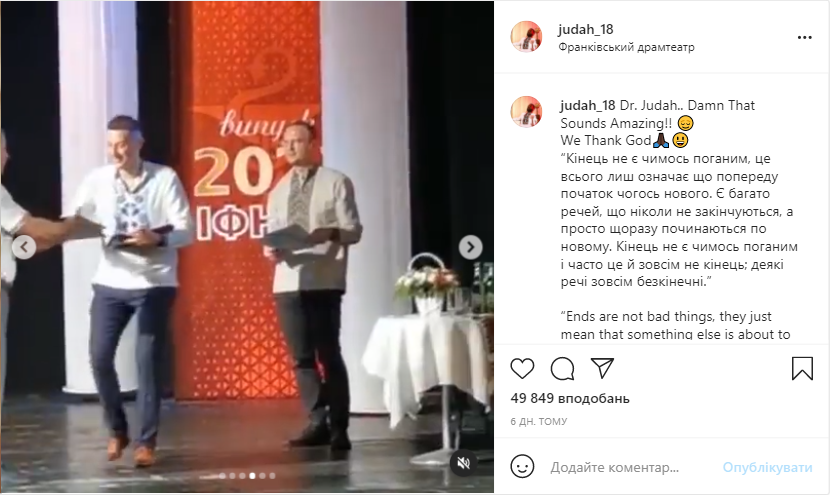 випуск
202
ІФН
judah_18
Франківський драмтеатр
judah_18 Dr. Judah.. Damn That
Sounds Amazing!! 😌
We Thank God🙏🏿😃
“Кінець не є чимось поганим, це
всього лиш означає що попереду
початок чогось нового. Є багато
речей, що ніколи не закінчуються, а
просто щоразу починаються по
новому. Кінець не є чимось поганим
і часто це й зовсім не кінець; деякі
речі зовсім безкінечні.”
“Ends are not bad things, they just
mean that something else is about to
49 849 вподобань
6 ДН. ТОМУ
Додайте коментар...
Опублікувати